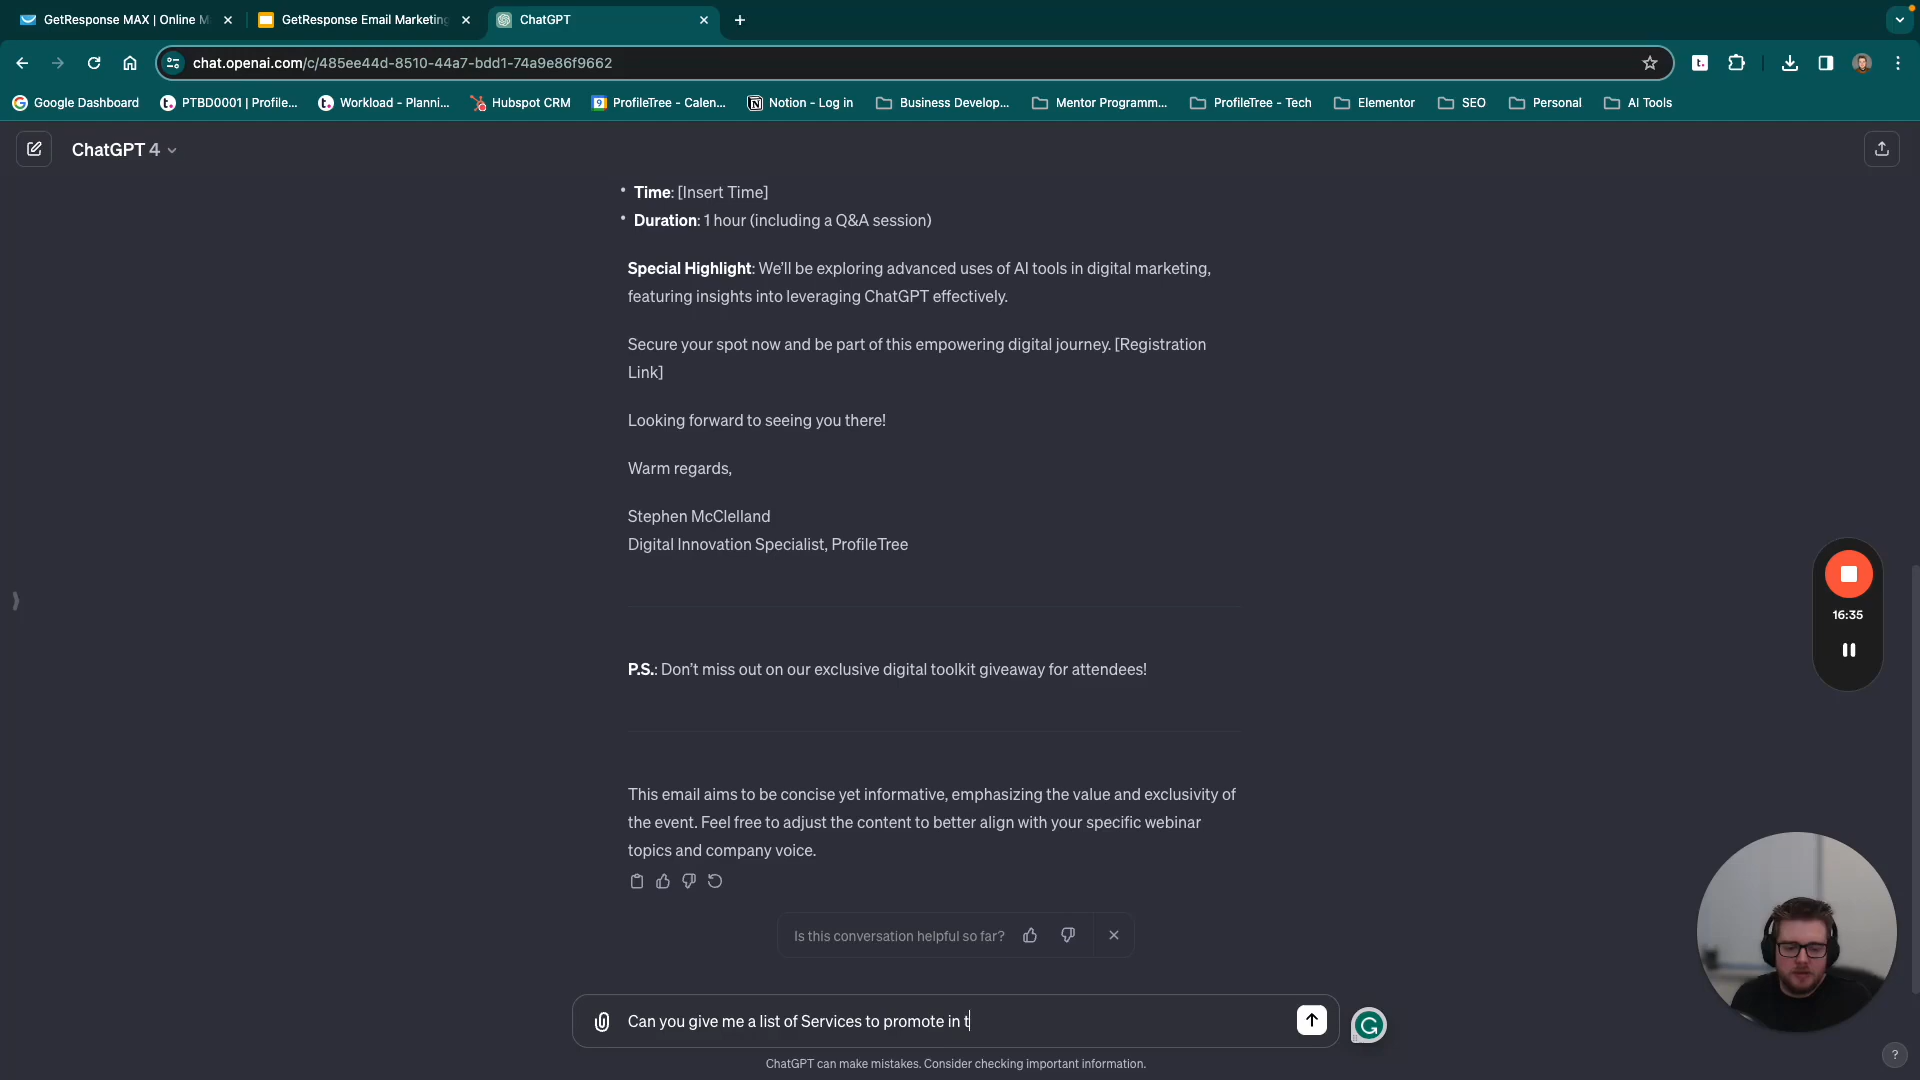 GetResponse MAX | Online M
GetResponse Email Marketing
ChatGPT
chat.openai.com/c/485ee44d-8510-44a7-bdd1-74a9e86f9662
Google Dashboard
PTBD0001 | Profile...
Workload - Planni...
Hubspot CRM
ProfileTree - Calen...
Notion - Log in
Business Develop...
Mentor Programm...
ProfileTree - Tech
Elementor
SEO
Personal
AI Tools
ChatGPT 4
• Time: [Insert Time]
• Duration: 1 hour (including a Q&A session)
Special Highlight: We'll be exploring advanced uses of AI tools in digital marketing,
featuring insights into leveraging ChatGPT effectively.
Secure your spot now and be part of this empowering digital journey. [Registration
Link]
Looking forward to seeing you there!
Warm regards,
Stephen McClelland
Digital Innovation Specialist, ProfileTree
16:35
P.S.: Don't miss out on our exclusive digital toolkit giveaway for attendees!
This email aims to be concise yet informative, emphasizing the value and exclusivity of
the event. Feel free to adjust the content to better align with your specific webinar
topics and company voice.
Is this conversation helpful so far?
Can you give me a list of Services to promote in t
ChatGPT can make mistakes. Consider checking important information.
?